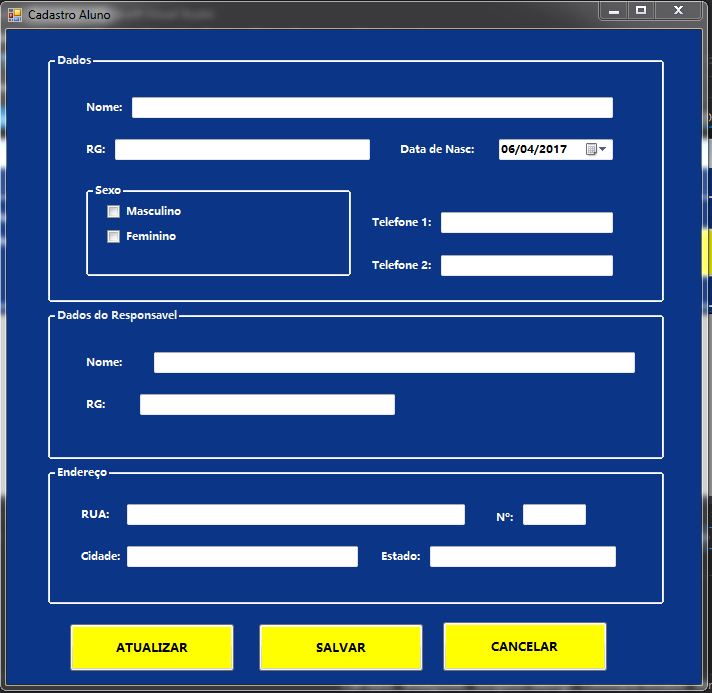 Cadastro Aluno
Dados
Nome:
RG:
Data de Nasc:
06/04/2017
Sexo
Masculino
Feminino
Telefone 1:
Telefone 2:
Dados do Responsavel
Nome:
RG:
Endereço
RUA:
Nº:
Cidade:
Estado:
ATUALIZAR
SALVAR
CANCELAR